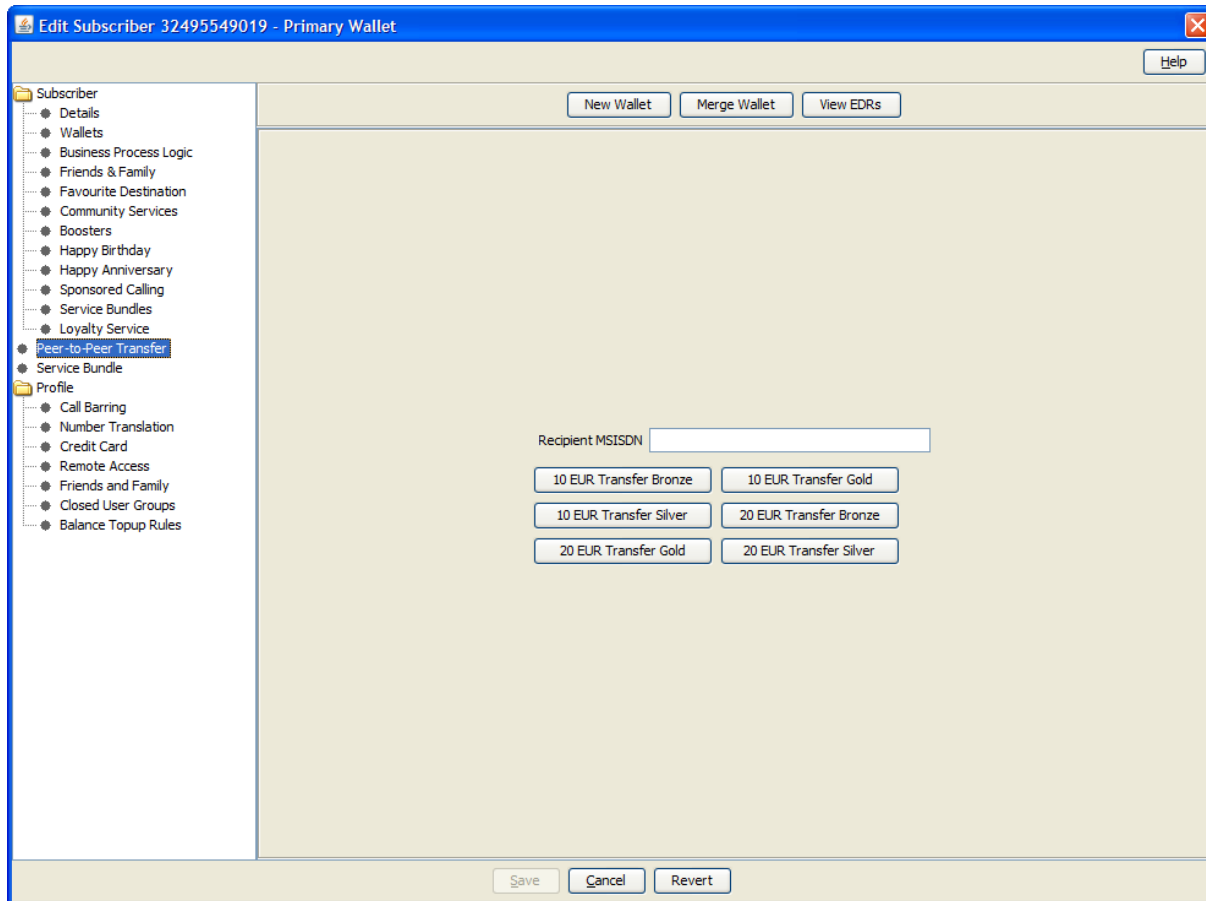 Edit Subscriber 32495549019 - Primary Wallet
Help
Subscriber
Details
Wallets
Business Process Logic
Friends & Family
Favourite Destination
Community Services
Boosters
Happy Birthday
Happy Anniversary
Sponsored Calling
Service Bundles
Loyalty Service
Peer-to-Peer Transfer
Service Bundle
Profile
Call Barring
Number Translation
Credit Card
Remote Access
Friends and Family
Closed User Groups
Balance Topup Rules
New Wallet Merge Wallet View EDRs
Recipient MSISDN
10 EUR Transfer Bronze 10 EUR Transfer Gold
10 EUR Transfer Silver 20 EUR Transfer Bronze
20 EUR Transfer Gold 20 EUR Transfer Silver
Save Cancel Revert